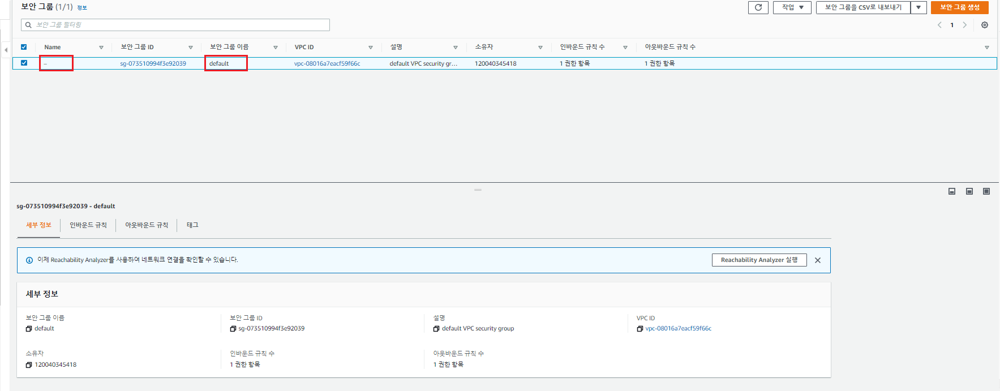 보안 그룹 (1/1) 정보
작업
보안 그룹을 CSV로 내보내기
보안 그룹 생성
보안 그룹 필터링
1
Name 보안 그룹 ID 보안 그룹 이름 VPC ID 설명 소유자 인바운드 규칙 수 아웃바운드 규칙 수
– sg-073510994f3e92039 default vpc-08016a7eacf59f66c default VPC security gr... 120040345418 1 권한 항목 1 권한 항목
sg-073510994f3e92039 - default
세부 정보 인바운드 규칙 아웃바운드 규칙 태그
이제 Reachability Analyzer를 사용하여 네트워크 연결을 확인할 수 있습니다.
Reachability Analyzer 실행
세부 정보
보안 그룹 이름 보안 그룹 ID 설명 VPC ID
default sg-073510994f3e92039 default VPC security group vpc-08016a7eacf59f66c
소유자 인바운드 규칙 수 아웃바운드 규칙 수
120040345418 1 권한 항목 1 권한 항목